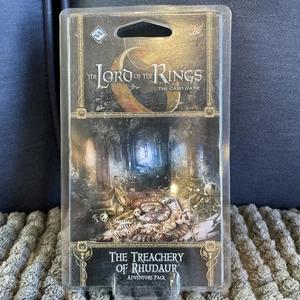 THE LORD OF THE RINGS
THE CARD GAME
THE TREACHERY
OF RHUDAUR
ADVENTURE PACK